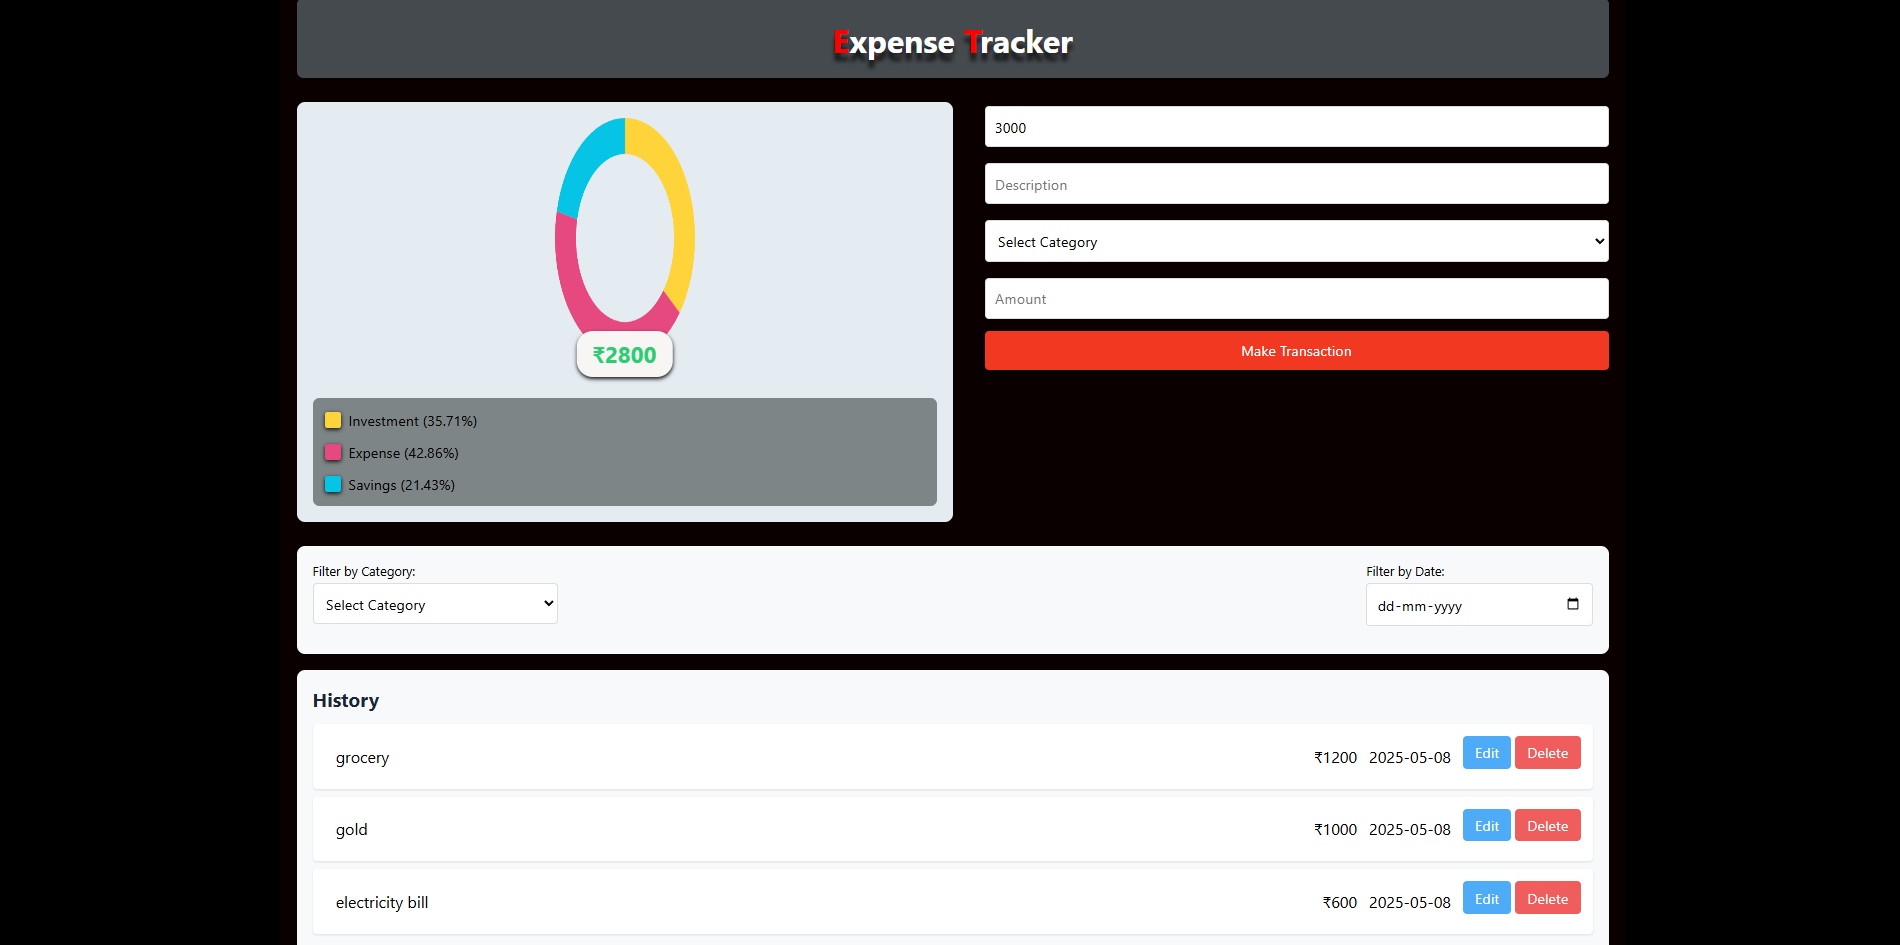 Expense Tracker
₹2800
Investment (35.71%)
Expense (42.86%)
Savings (21.43%)
3000
Description
Select Category
Amount
Make Transaction
Filter by Category:
Select Category
Filter by Date:
dd-mm-yyyy
History
grocery ₹1200 2025-05-08 Edit Delete
gold ₹1000 2025-05-08 Edit Delete
electricity bill ₹600 2025-05-08 Edit Delete